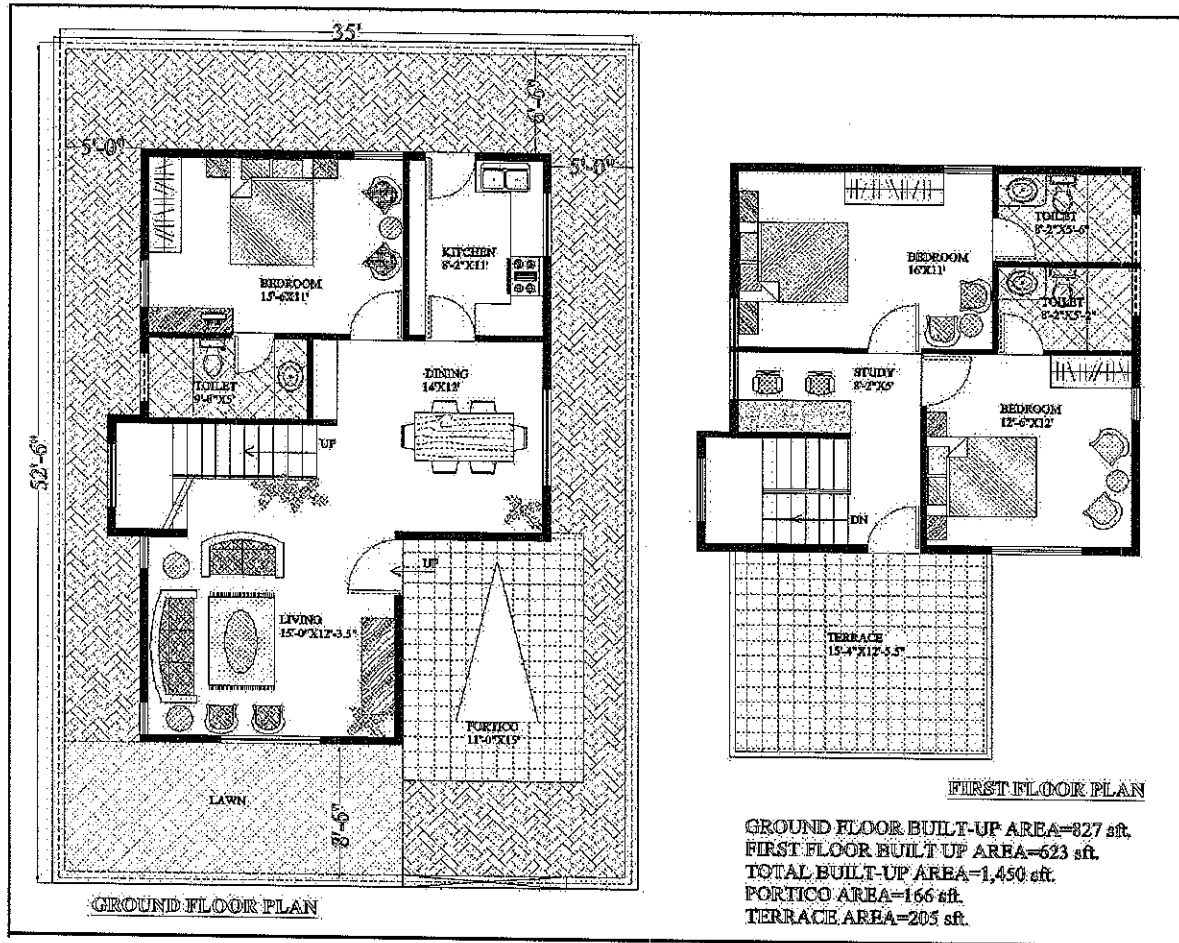 35'
5'-0"
5'-0"
52'-6"
BEDROOM
15'-6X11'
KITCHEN
8'-2"X11'
TOILET
9'-6"X5'
DINING
14'X12'
UP
UP
LIVING
15'-0"X12'-3.5"
PORTICO
11'-0"X15'
LAWN
8'-6"
GROUND FLOOR PLAN
TOILET
8'-2"X5'-6"
BEDROOM
16'X11'
TOILET
8'-2"X5'-2"
STUDY
8'-2"X5'
BEDROOM
12'-6"X12'
DN
TERRACE
15'-4"X12'-5.5"
FIRST FLOOR PLAN
GROUND FLOOR BUILT-UP AREA=827 sft.
FIRST FLOOR BUILT UP AREA=623 sft.
TOTAL BUILT-UP AREA=1,450 sft.
PORTICO AREA=166 sft.
TERRACE AREA=205 sft.